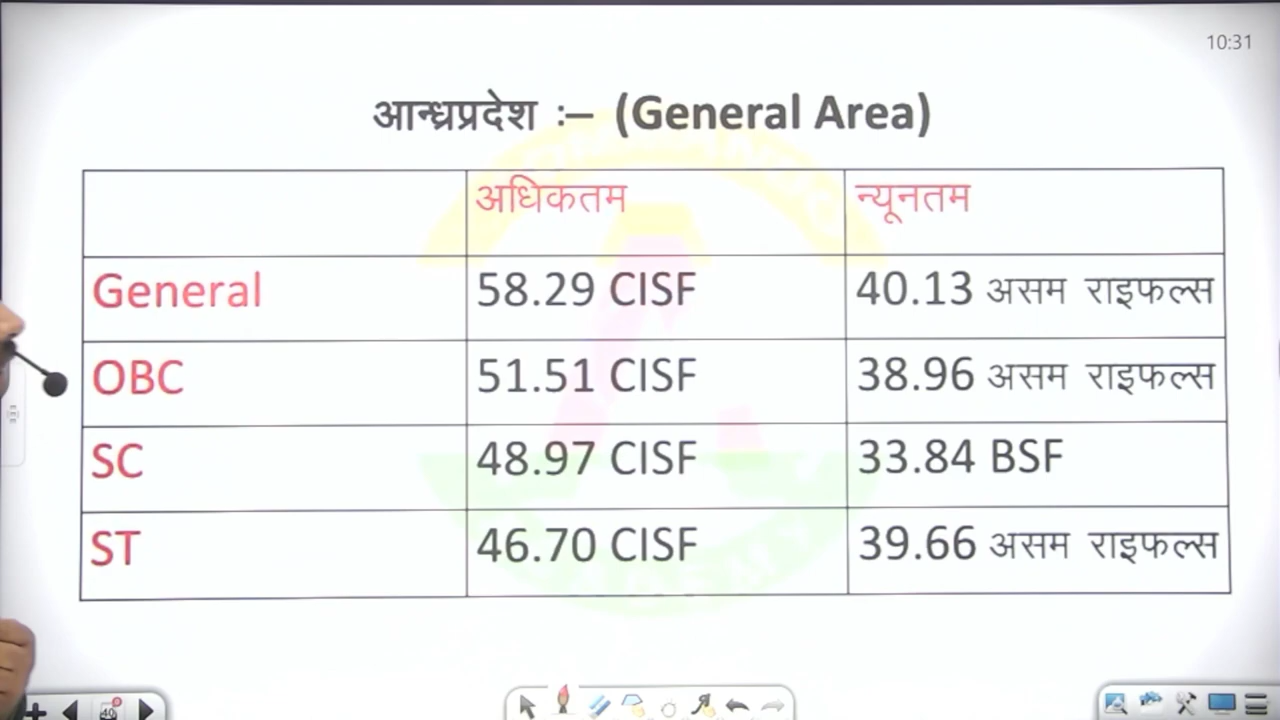 10:31
आन्ध्रप्रदेश :– (General Area)
अधिकतम न्यूनतम
General 58.29 CISF 40.13 असम राइफल्स
OBC 51.51 CISF 38.96 असम राइफल्स
SC 48.97 CISF 33.84 BSF
ST 46.70 CISF 39.66 असम राइफल्स
40